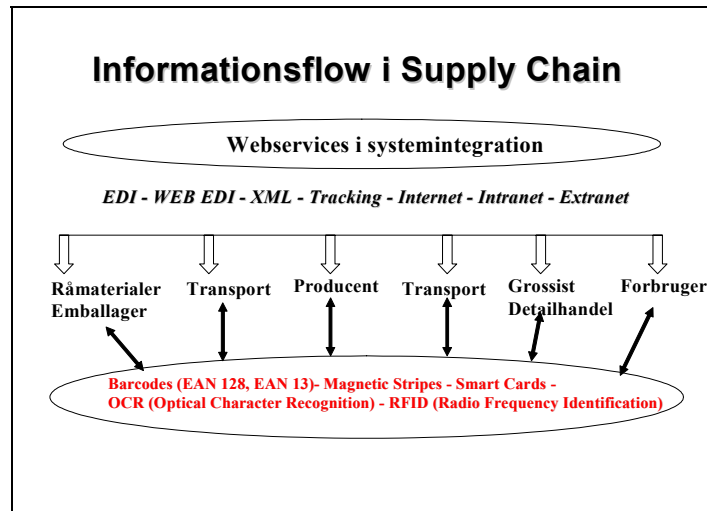 Informationsflow i Supply Chain
Webservices i systemintegration
EDI - WEB EDI - XML - Tracking - Internet - Intranet - Extranet
Råmaterialer
Emballager
Transport
Producent
Transport
Grossist
Detailhandel
Forbruger
Barcodes (EAN 128, EAN 13)- Magnetic Stripes - Smart Cards -
OCR (Optical Character Recognition) - RFID (Radio Frequency Identification)